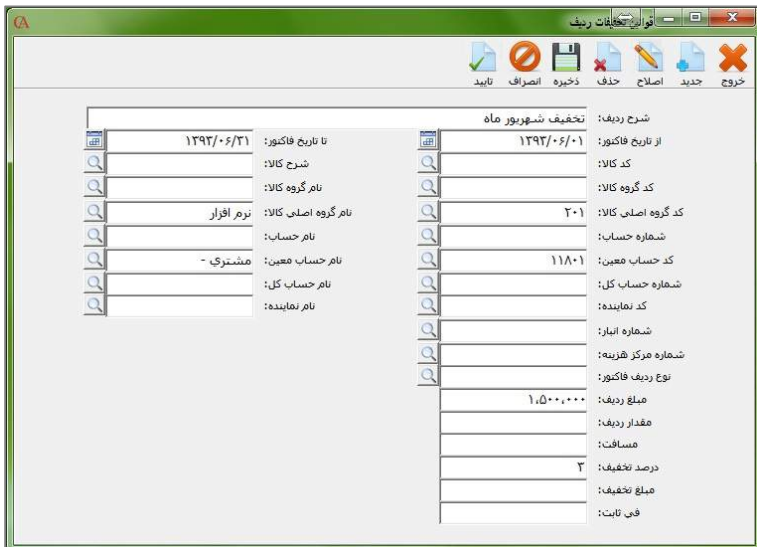 قوانین تخفیفات ردیف
خروج جدید اصلاح حذف ذخیره انصراف تایید
شرح ردیف: تخفیف شهریور ماه
از تاریخ فاکتور: ۱۳۹۳/۰۶/۰۱ تا تاریخ فاکتور: ۱۳۹۳/۰۶/۳۱
کد کالا: شرح کالا:
کد گروه کالا: نام گروه کالا:
کد گروه اصلی کالا: ۲۰۱ نام گروه اصلی کالا: نرم افزار
شماره حساب: نام حساب:
کد حساب معین: ۱۱۸۰۱ نام حساب معین: مشتري -
شماره حساب کل: نام حساب کل:
کد نماینده: نام نماینده:
شماره انبار:
شماره مرکز هزینه:
نوع ردیف فاکتور:
مبلغ ردیف: ۱,۵۰۰,۰۰۰
مقدار ردیف:
مسافت:
درصد تخفیف: ۳
مبلغ تخفیف:
فی ثابت: